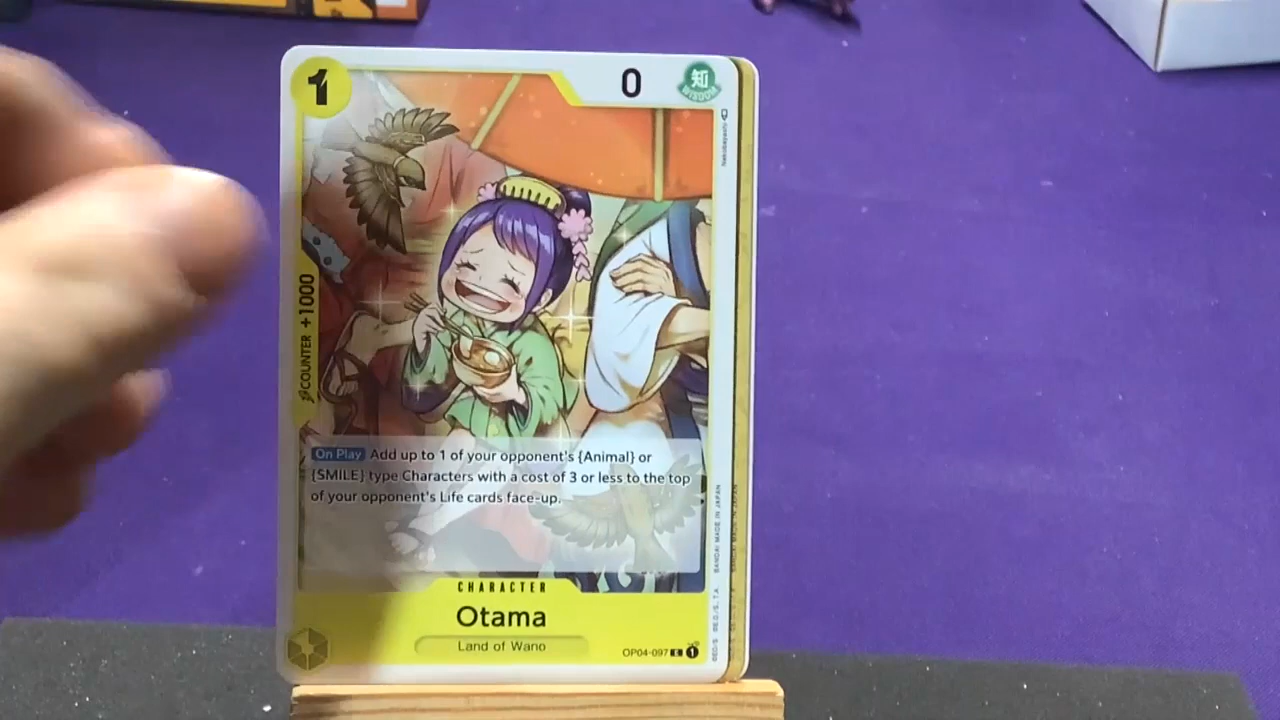 1
0
知
WISDOM
Nakobayashi
COUNTER +1000
On Play Add up to 1 of your opponent's {Animal} or
{SMILE} type Characters with a cost of 3 or less to the top
of your opponent's Life cards face-up.
CHARACTER
Otama
Land of Wano
OP04-097 C 1
BANDAI MADE IN JAPAN